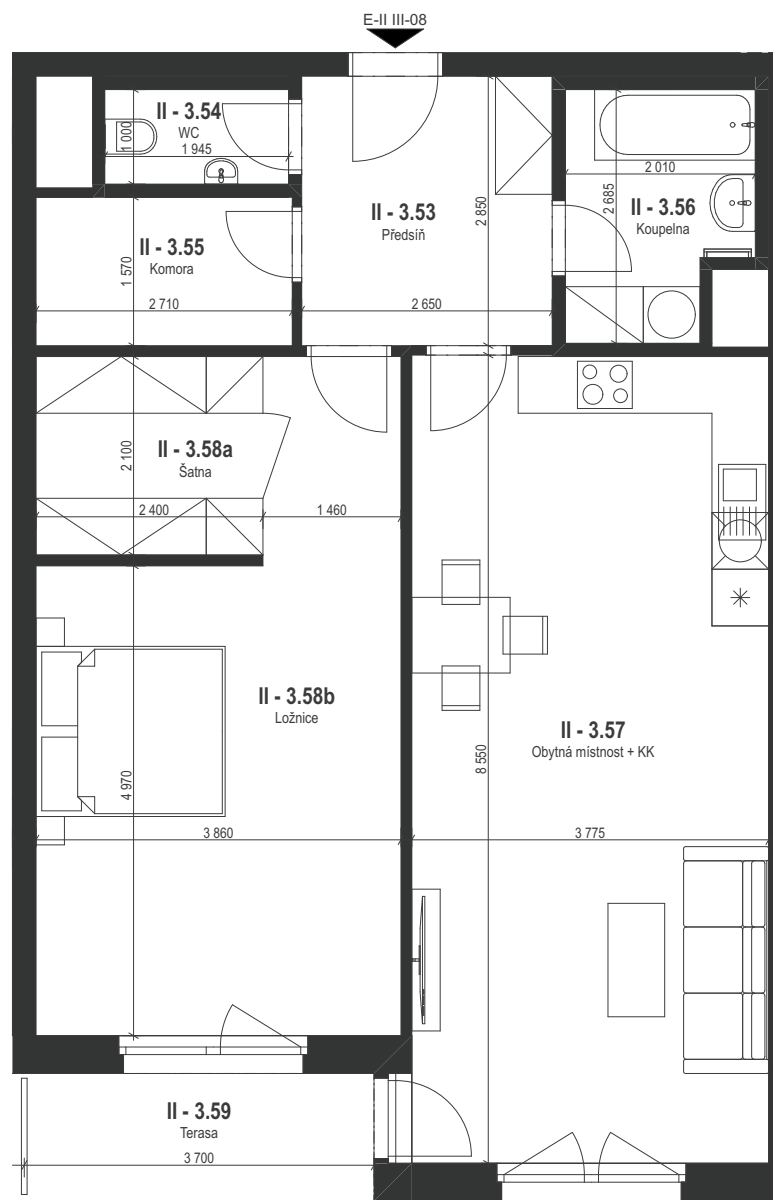 E-II III-08
II - 3.54
WC
1 000
1 945
II - 3.53
Předsíň
2 850
2 650
2 010
2 685
II - 3.56
Koupelna
II - 3.55
Komora
1 570
2 710
II - 3.58a
Šatna
2 100
2 400
1 460
II - 3.58b
Ložnice
4 970
3 860
II - 3.57
Obytná místnost + KK
8 550
3 775
II - 3.59
Terasa
3 700